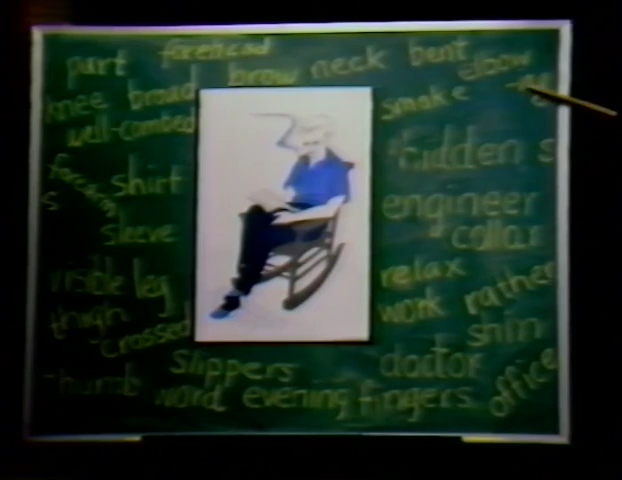 part forehead brow neck bent elbow
knee broad smoke
well-combed
hidden s
forearm shirt
s engineer
sleeve collar
visible leg relax rather
thigh work
crossed shin
slippers doctor
thumb word evening fingers office